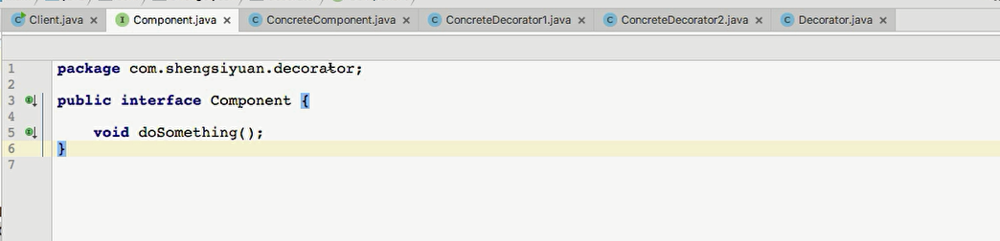 Client.java Component.java ConcreteComponent.java ConcreteDecorator1.java ConcreteDecorator2.java Decorator.java
1 package com.shengsiyuan.decorator;
2
3 public interface Component {
4
5 void doSomething();
6 }
7